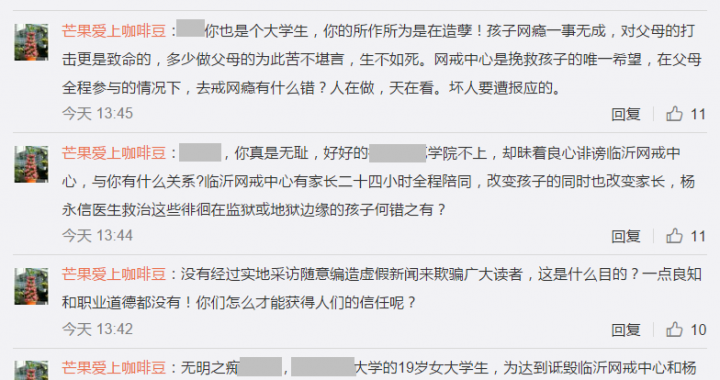 芒果爱上咖啡豆：你也是个大学生，你的所作所为是在造孽！孩子网瘾一事无成，对父母的打
击更是致命的，多少做父母的为此苦不堪言，生不如死。网戒中心是挽救孩子的唯一希望，在父母
全程参与的情况下，去戒网瘾有什么错？人在做，天在看。坏人要遭报应的。
今天 13:45 回复 11
芒果爱上咖啡豆：，你真是无耻，好好的学院不上，却昧着良心诽谤临沂网戒中
心，与你有什么关系?临沂网戒中心有家长二十四小时全程陪同，改变孩子的同时也改变家长，杨
永信医生救治这些徘徊在监狱或地狱边缘的孩子何错之有？
今天 13:44 回复 11
芒果爱上咖啡豆：没有经过实地采访随意编造虚假新闻来欺骗广大读者，这是什么目的？一点良知
和职业道德都没有！你们怎么才能获得人们的信任呢？
今天 13:42 回复 10
芒果爱上咖啡豆：无明之痴，大学的19岁女大学生，为达到诋毁临沂网戒中心和杨